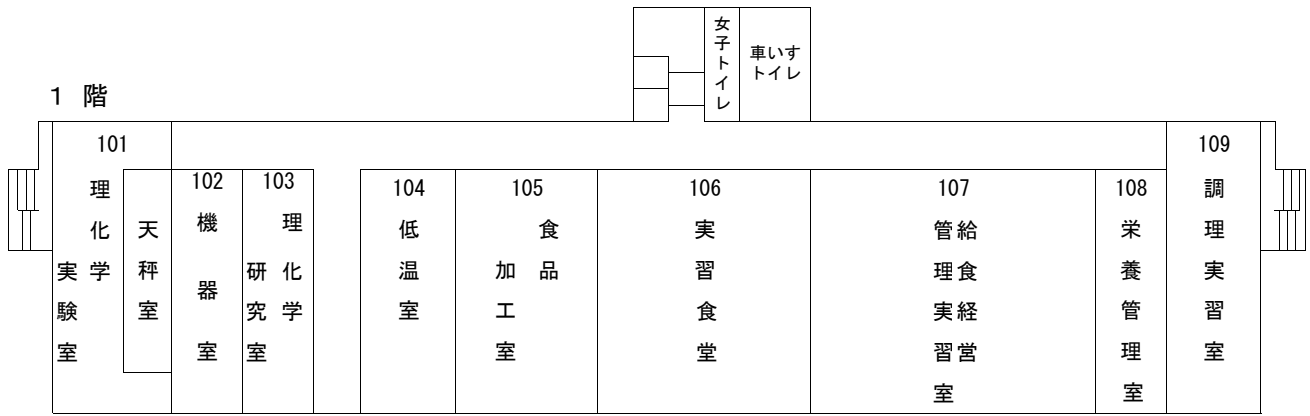 女子トイレ
車いす
トイレ
1 階
101
理化学
実験室
天秤室
102
機器室
103
理化学
研究室
104
低温室
105
食品
加工室
106
実習食堂
107
給食経営
管理実習室
108
栄養管理室
109
調理実習室